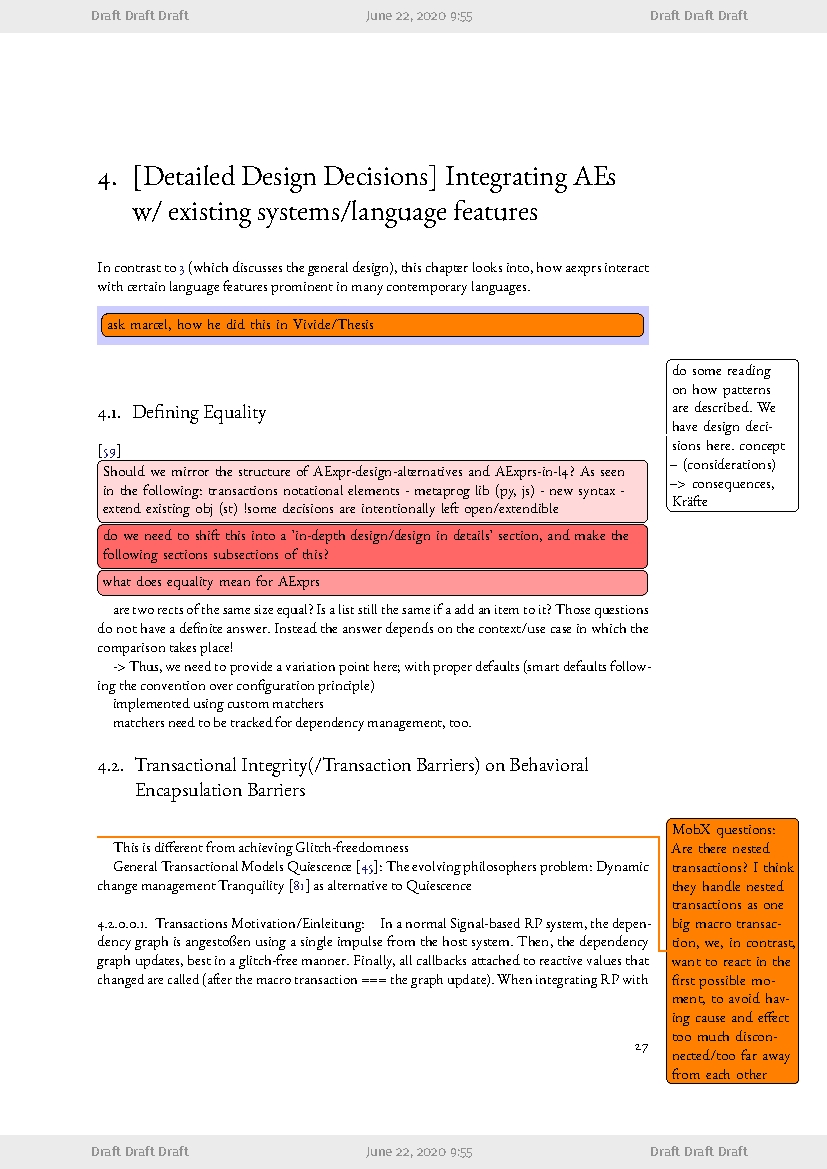 Draft Draft Draft June 22, 2020 9:55 Draft Draft Draft
4. [Detailed Design Decisions] Integrating AEs
w/ existing systems/language features
In contrast to 3 (which discusses the general design), this chapter looks into, how aexprs interact
with certain language features prominent in many contemporary languages.
ask marcel, how he did this in Vivide/Thesis
do some reading
on how patterns
are described. We
have design deci-
sions here. concept
– (considerations)
–> consequences,
Kräfte
4.1. Defining Equality
[59]
Should we mirror the structure of AExpr-design-alternatives and AExprs-in-l4? As seen
in the following: transactions notational elements - metaprog lib (py, js) - new syntax -
extend existing obj (st) !some decisions are intentionally left open/extendible
do we need to shift this into a 'in-depth design/design in details' section, and make the
following sections subsections of this?
what does equality mean for AExprs
are two rects of the same size equal? Is a list still the same if a add an item to it? Those questions
do not have a definite answer. Instead the answer depends on the context/use case in which the
comparison takes place!
-> Thus, we need to provide a variation point here; with proper defaults (smart defaults follow-
ing the convention over configuration principle)
implemented using custom matchers
matchers need to be tracked for dependency management, too.
4.2. Transactional Integrity(/Transaction Barriers) on Behavioral
Encapsulation Barriers
This is different from achieving Glitch-freedomness
General Transactional Models Quiescence [45]: The evolving philosophers problem: Dynamic
change management Tranquility [81] as alternative to Quiescence
4.2.0.0.1. Transactions Motivation/Einleitung: In a normal Signal-based RP system, the depen-
dency graph is angestoßen using a single impulse from the host system. Then, the dependency
graph updates, best in a glitch-free manner. Finally, all callbacks attached to reactive values that
changed are called (after the macro transaction === the graph update). When integrating RP with
MobX questions:
Are there nested
transactions? I think
they handle nested
transactions as one
big macro transac-
tion, we, in contrast,
want to react in the
first possible mo-
ment, to avoid hav-
ing cause and effect
too much discon-
nected/too far away
from each other
27
Draft Draft Draft June 22, 2020 9:55 Draft Draft Draft